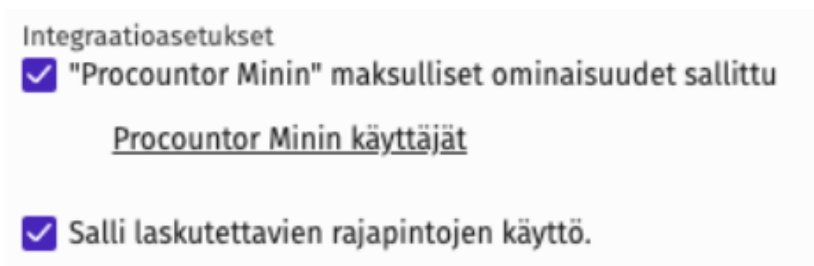 Integraatioasetukset
"Procountor Minin" maksulliset ominaisuudet sallittu
Procountor Minin käyttäjät
Salli laskutettavien rajapintojen käyttö.